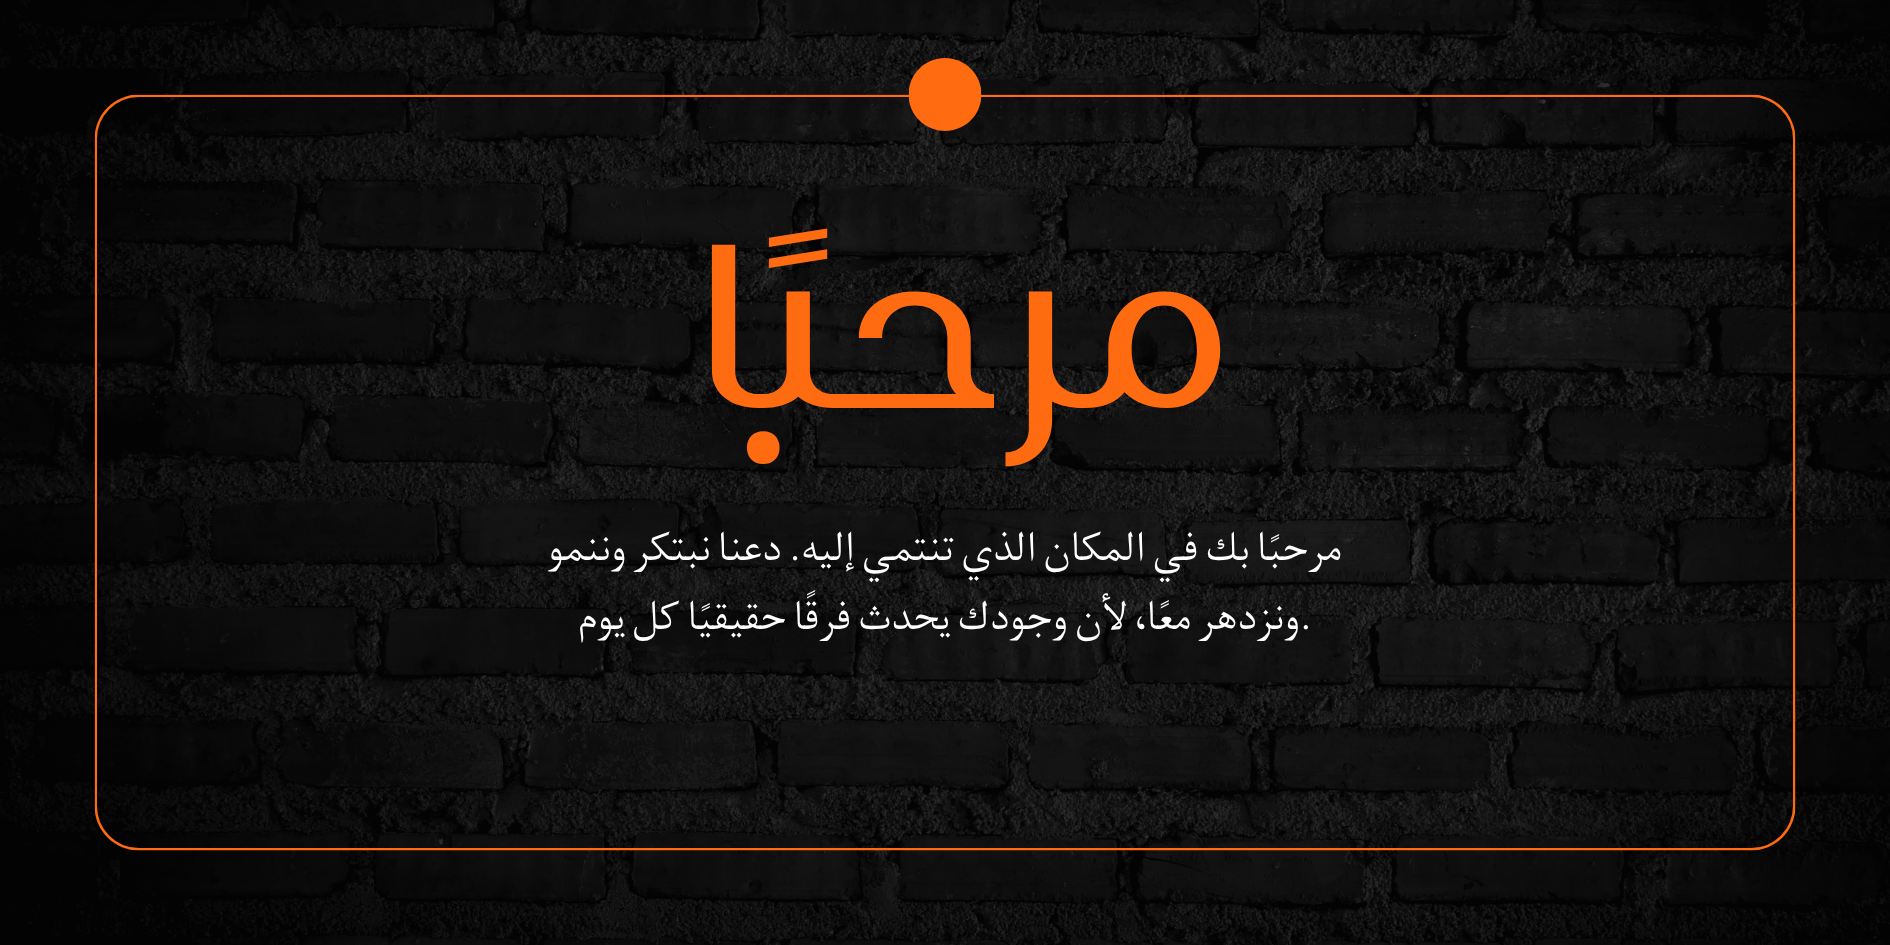 مرحبًا
مرحبًا بك في المكان الذي تنتمي إليه. دعنا نبتكر وننمو
.ونزدهر معًا، لأن وجودك يحدث فرقًا حقيقيًا كل يوم